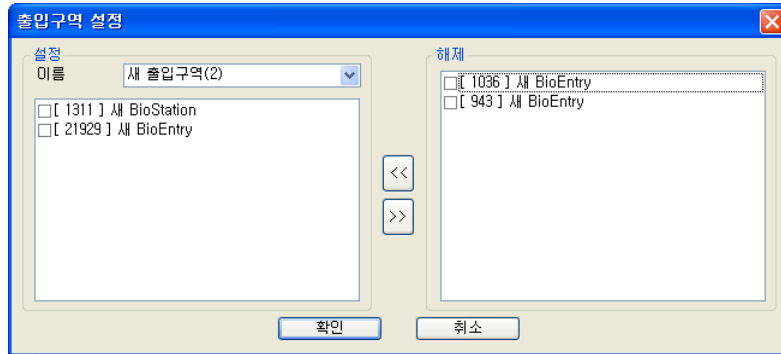 출입구역 설정
설정
이름
새 출입구역(2)
[ 1311 ] 새 BioStation
[ 21929 ] 새 BioEntry
<<
>>
해제
[ 1036 ] 새 BioEntry
[ 943 ] 새 BioEntry
확인
취소